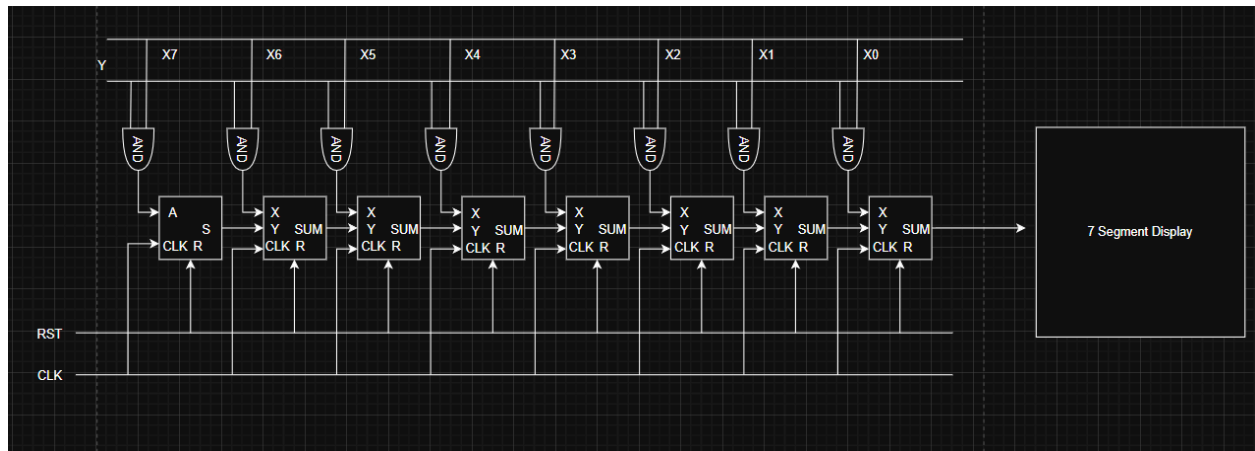 X7 X6 X5 X4 X3 X2 X1 X0
Y
AND AND AND AND AND AND AND AND
A X X X X X X X
S Y SUM Y SUM Y SUM Y SUM Y SUM Y SUM Y SUM
CLK R CLK R CLK R CLK R CLK R CLK R CLK R CLK R
7 Segment Display
RST
CLK